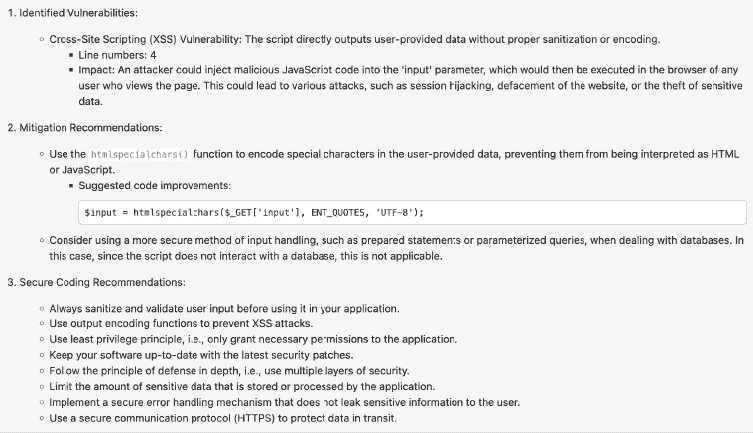 1. Identified Vulnerabilities:
Cross-Site Scripting (XSS) Vulnerability: The script directly outputs user-provided data without proper sanitization or encoding.
Line numbers: 4
Impact: An attacker could inject malicious JavaScript code into the 'input' parameter, which would then be executed in the browser of any
user who views the page. This could lead to various attacks, such as session hijacking, defacement of the website, or the theft of sensitive
data.
2. Mitigation Recommendations:
Use the htmlspecialchars() function to encode special characters in the user-provided data, preventing them from being interpreted as HTML
or JavaScript.
Suggested code improvements:
$input = htmlspecialchars($_GET['input'], ENT_QUOTES, 'UTF-8');
Consider using a more secure method of input handling, such as prepared statements or parameterized queries, when dealing with databases. In
this case, since the script does not interact with a database, this is not applicable.
3. Secure Coding Recommendations:
Always sanitize and validate user input before using it in your application.
Use output encoding functions to prevent XSS attacks.
Use least privilege principle, i.e., only grant necessary permissions to the application.
Keep your software up-to-date with the latest security patches.
Follow the principle of defense in depth, i.e., use multiple layers of security.
Limit the amount of sensitive data that is stored or processed by the application.
Implement a secure error handling mechanism that does not leak sensitive information to the user.
Use a secure communication protocol (HTTPS) to protect data in transit.